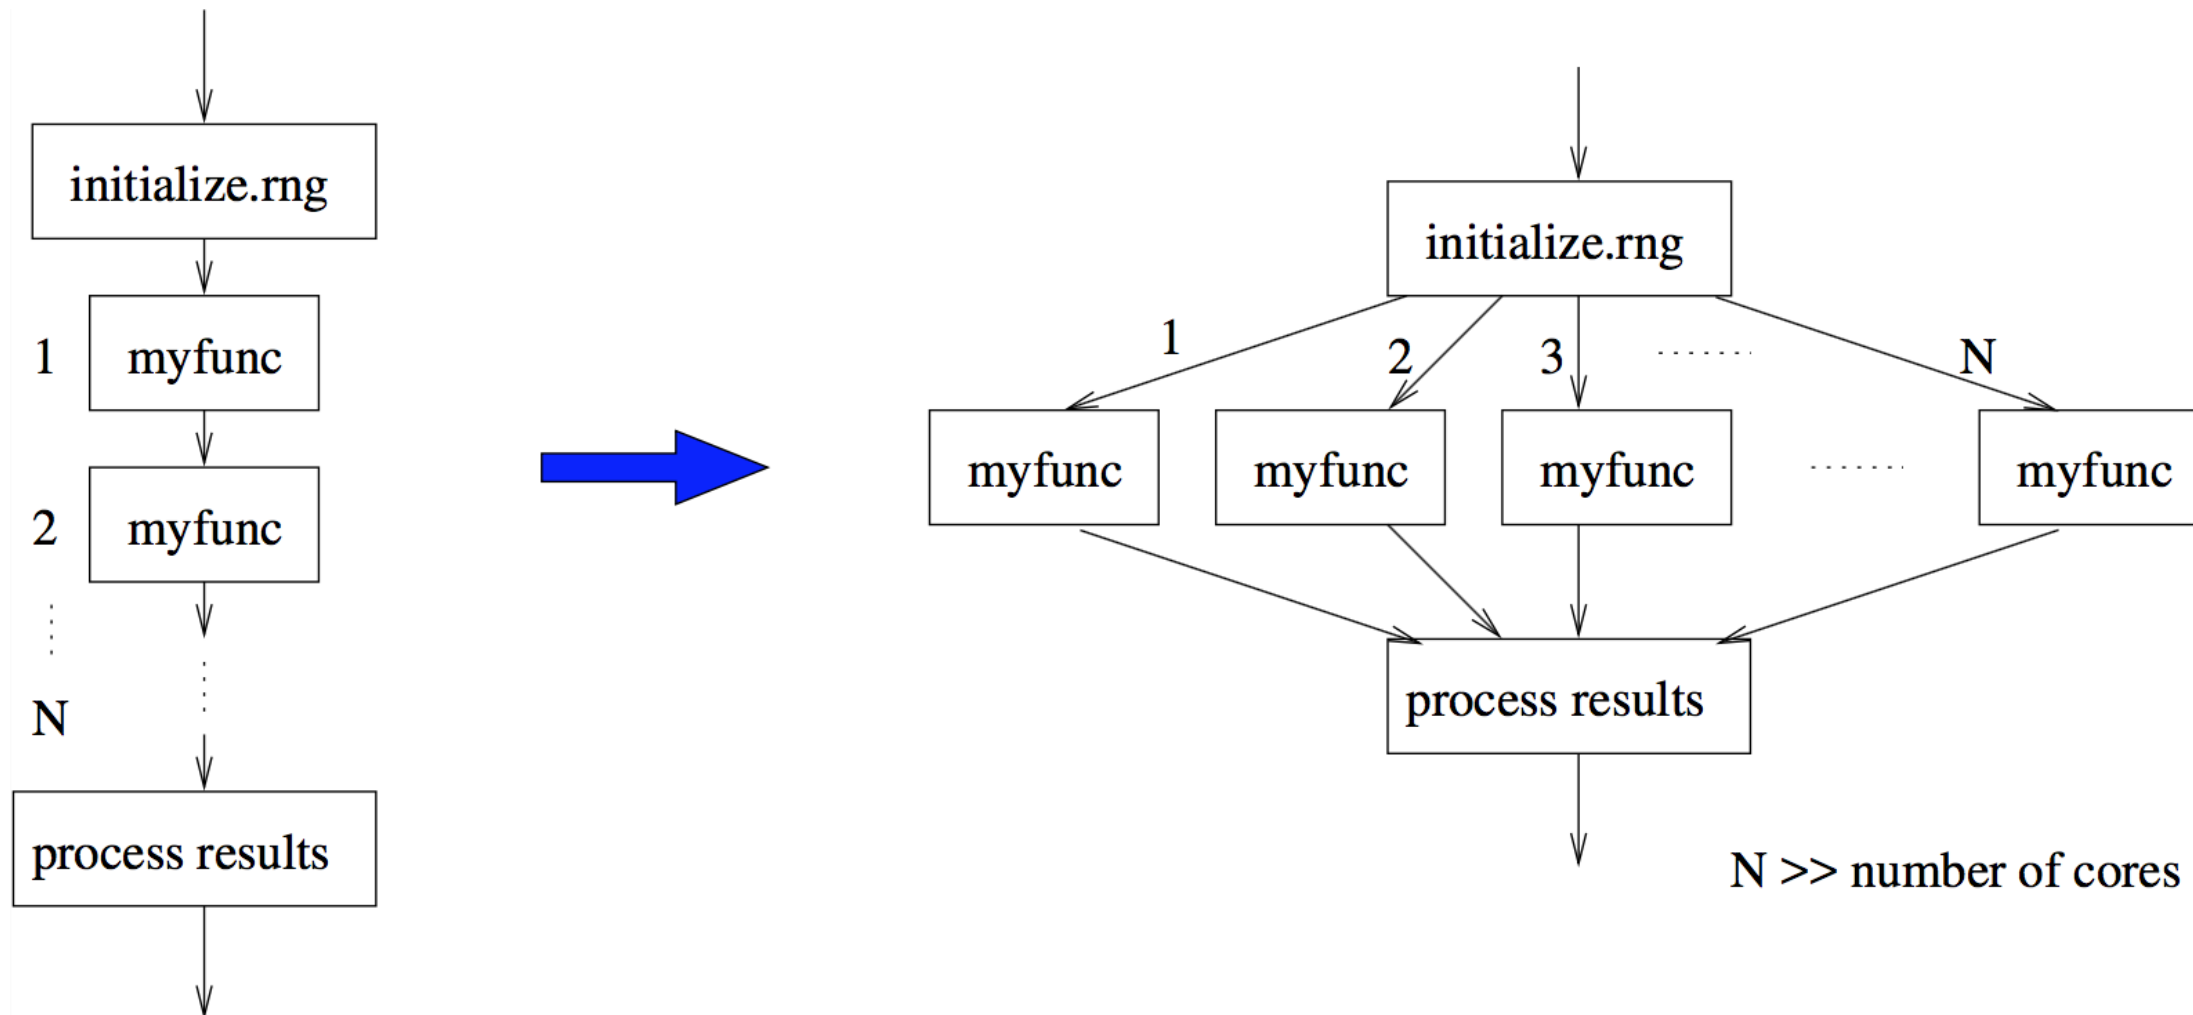 initialize.rng
1 myfunc
2 myfunc
N
process results
initialize.rng
1 2 3 N
myfunc myfunc myfunc myfunc
process results
N >> number of cores